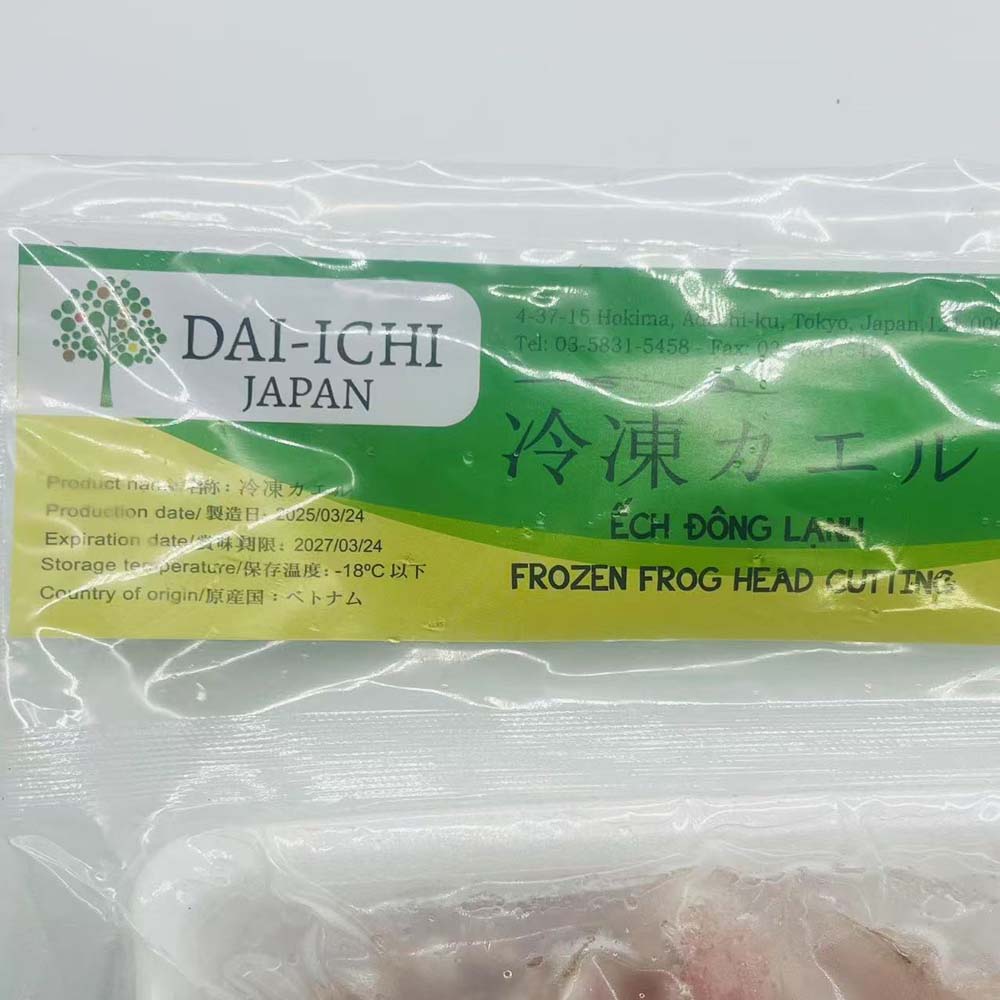 DAI-ICHI
JAPAN
4-37-15 Hokima, Adachi-ku, Tokyo, Japan,
Tel: 03-5831-5458 Fax:
冷凍カエル
ẾCH ĐÔNG LẠNH
FROZEN FROG HEAD CUTTING
Product name/名称：冷凍カエル
Production date/製造日：2025/03/24
Expiration date/賞味期限：2027/03/24
Storage temperature/保存温度：-18ºC 以下
Country of origin/原産国：ベトナム